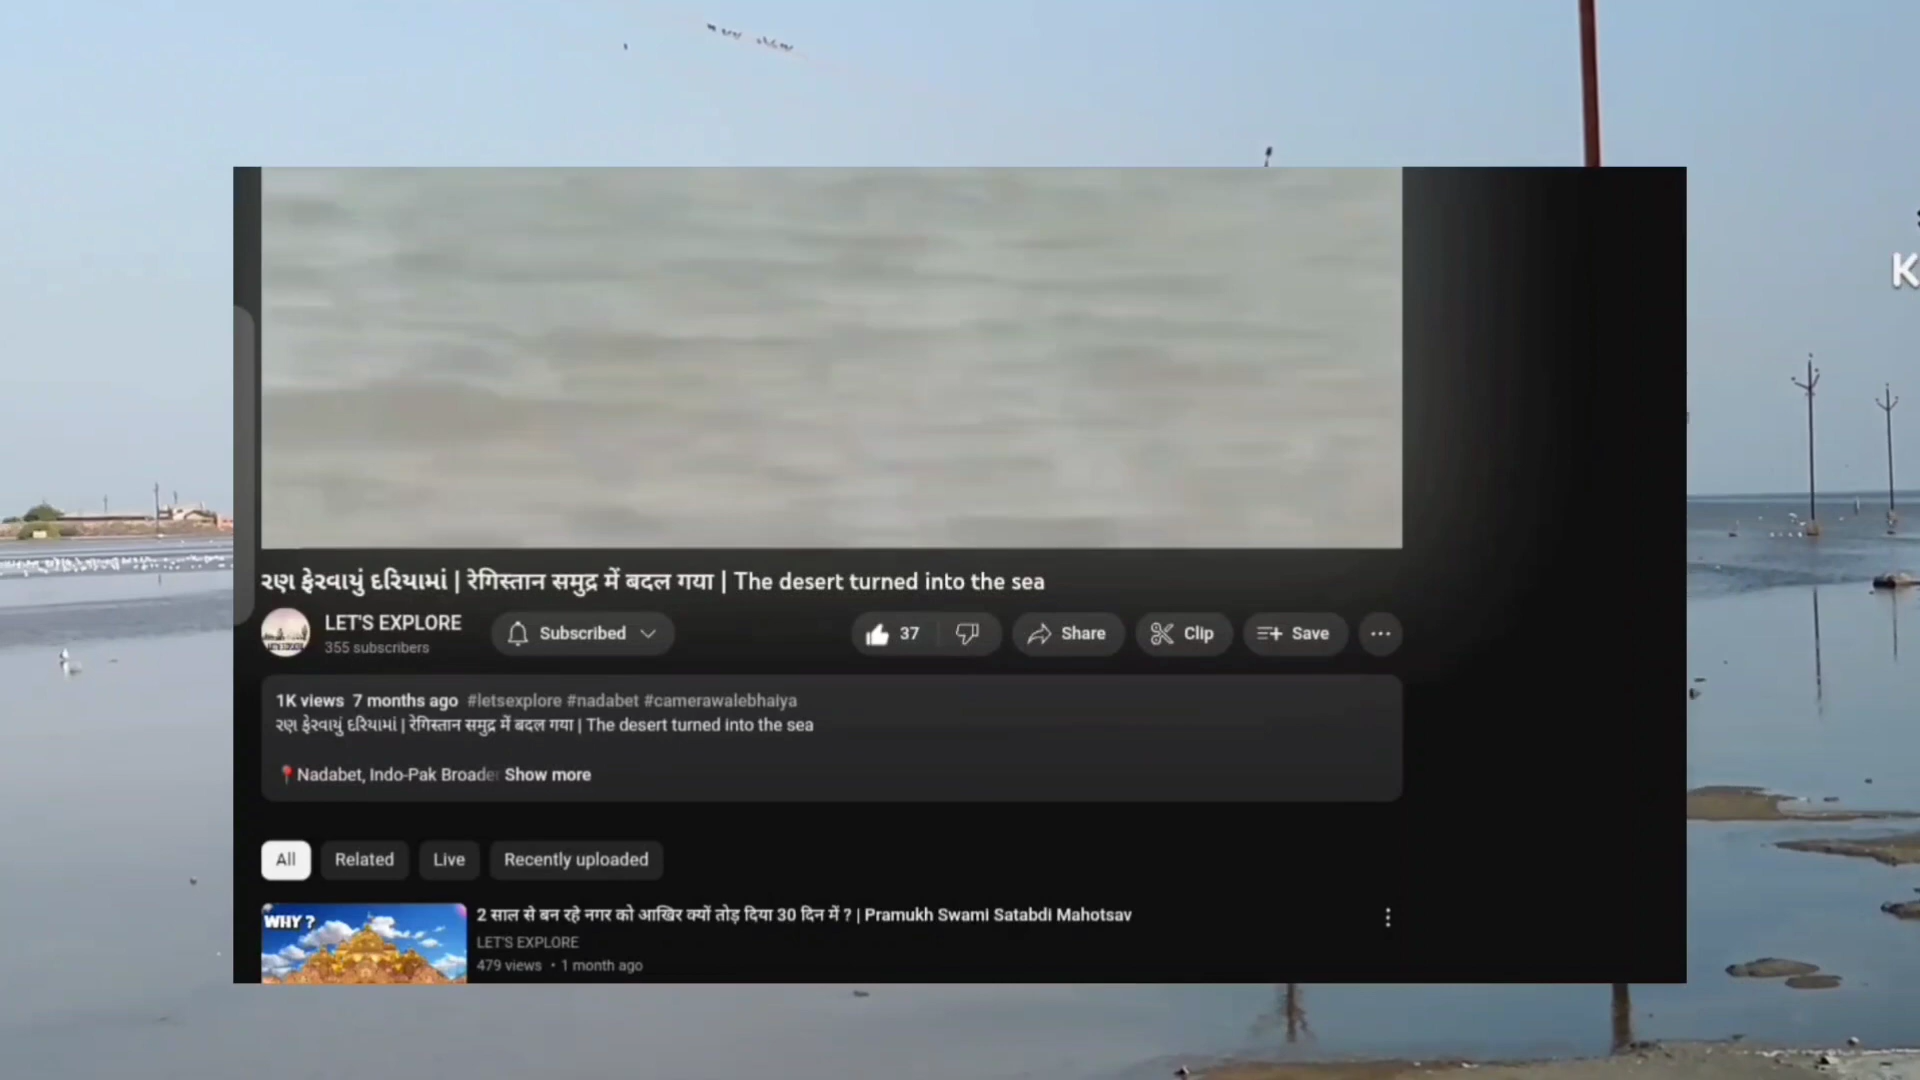 K
રણ ફેરવાયું દરિયામાં | रेगिस्तान समुद्र में बदल गया | The desert turned into the sea
LET'S EXPLORE
355 subscribers
Subscribed
37
Share
Clip
Save
1K views 7 months ago #letsexplore #nadabet #camerawalebhaiya
રણ ફેરવાયું દરિયામાં | रेगिस्तान समुद्र में बदल गया | The desert turned into the sea
Nadabet, Indo-Pak Broader Show more
All
Related
Live
Recently uploaded
WHY ?
2 साल से बन रहे नगर को आखिर क्यों तोड़ दिया 30 दिन में ? | Pramukh Swami Satabdi Mahotsav
LET'S EXPLORE
479 views • 1 month ago